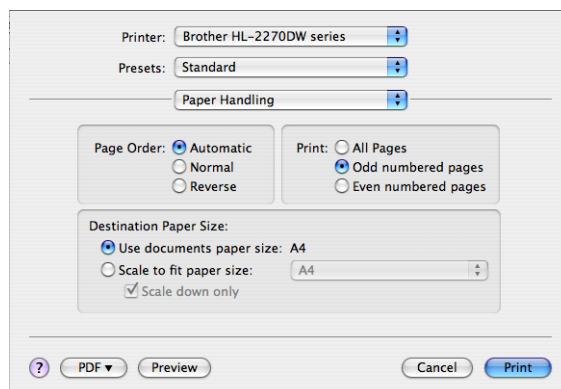 Printer: Brother HL-2270DW series
Presets: Standard
Paper Handling
Page Order: Automatic
Normal
Reverse
Print: All Pages
Odd numbered pages
Even numbered pages
Destination Paper Size:
Use documents paper size: A4
Scale to fit paper size: A4
Scale down only
? PDF▼ Preview Cancel Print